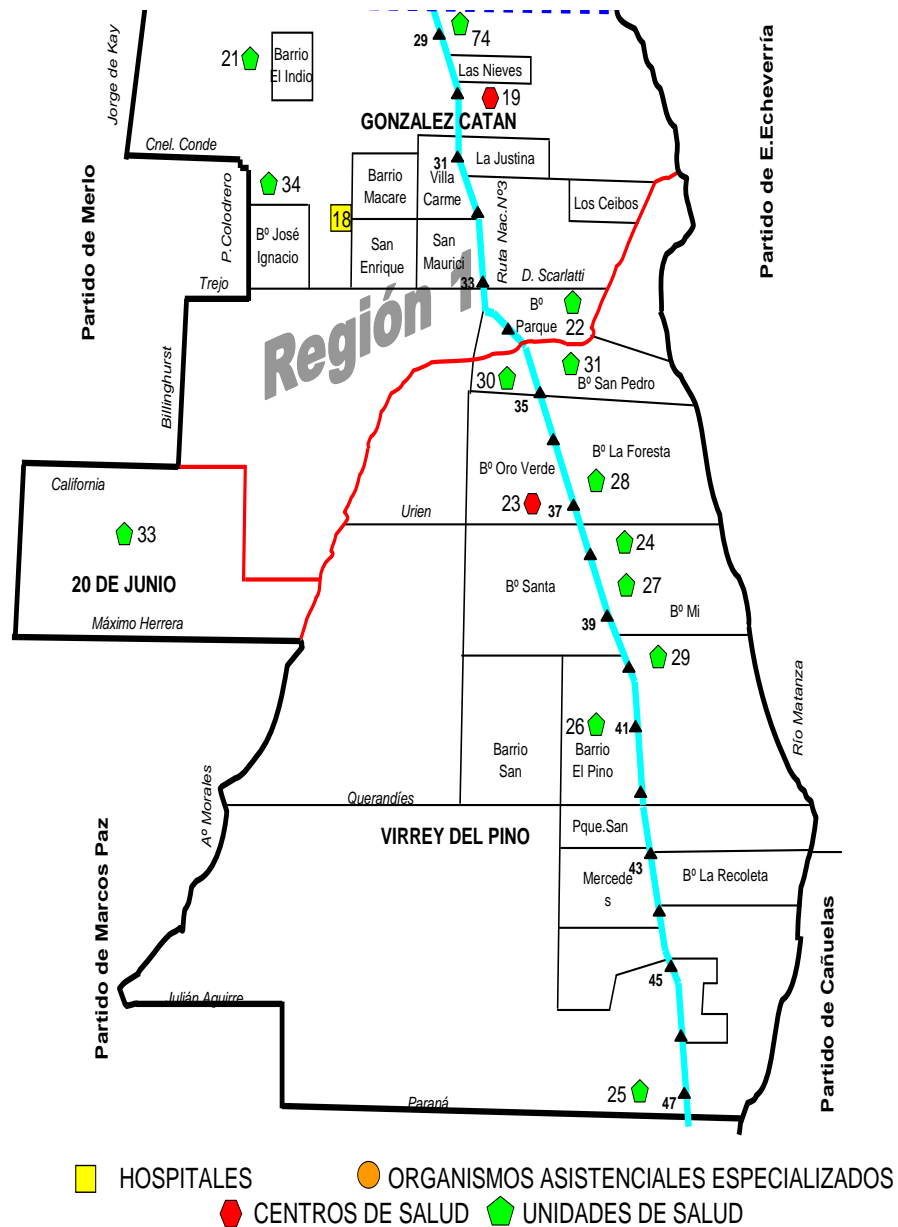 29
74
21
Barrio
El Indio
Las Nieves
19
Jorge de Kay
GONZALEZ CATAN
Cnel. Conde
31
La Justina
Partido de Merlo
Partido de E.Echeverría
34
Barrio
Macare
Villa
Carme
Los Ceibos
P.Colodrero
18
Bº José
Ignacio
San
Enrique
San
Maurici
Ruta Nac.Nº3
Trejo
33
D. Scarlatti
Región 1
Bº
Parque
22
Billinghurst
30
31
Bº San Pedro
35
Bº Oro Verde
Bº La Foresta
California
28
23
37
Urien
33
24
20 DE JUNIO
Bº Santa
27
Máximo Herrera
39
Bº Mi
29
Río Matanza
26
41
Barrio
San
Barrio
El Pino
Aº Morales
Querandíes
VIRREY DEL PINO
Pque.San
43
Mercede
s
Bº La Recoleta
Partido de Marcos Paz
Partido de Cañuelas
45
Julián Aguirre
25
47
Paraná
HOSPITALES
ORGANISMOS ASISTENCIALES ESPECIALIZADOS
CENTROS DE SALUD
UNIDADES DE SALUD